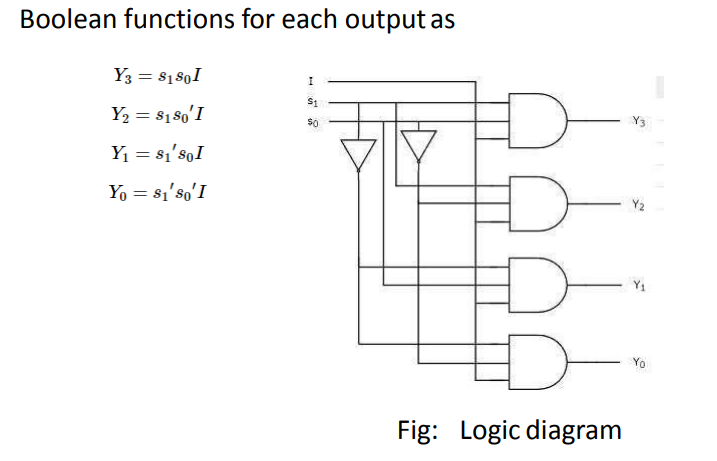 Boolean functions for each output as
Y₃ = s₁s₀I
Y₂ = s₁s₀'I
Y₁ = s₁'s₀I
Y₀ = s₁'s₀'I
I
S₁
S₀
Y₃
Y₂
Y₁
Y₀
Fig: Logic diagram